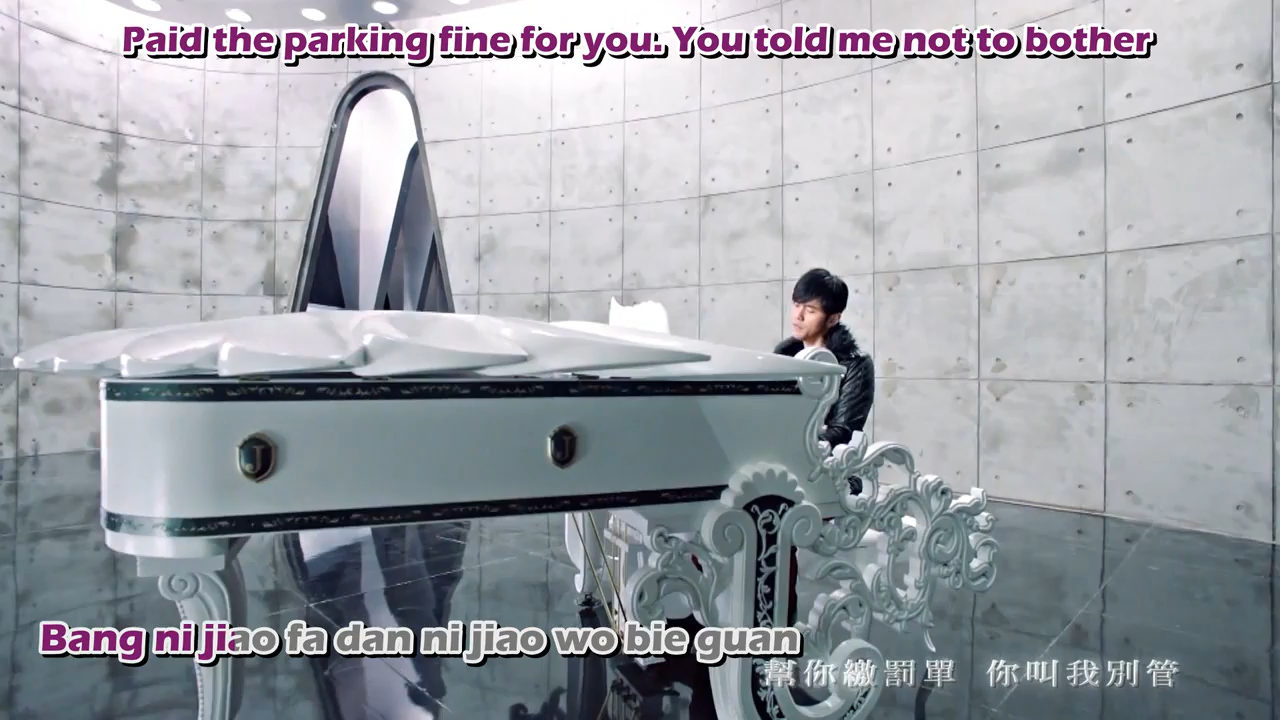 Paid the parking fine for you. You told me not to bother
J
J
Bang ni jiao fa dan ni jiao wo bie guan
幫你繳罰單 你叫我別管